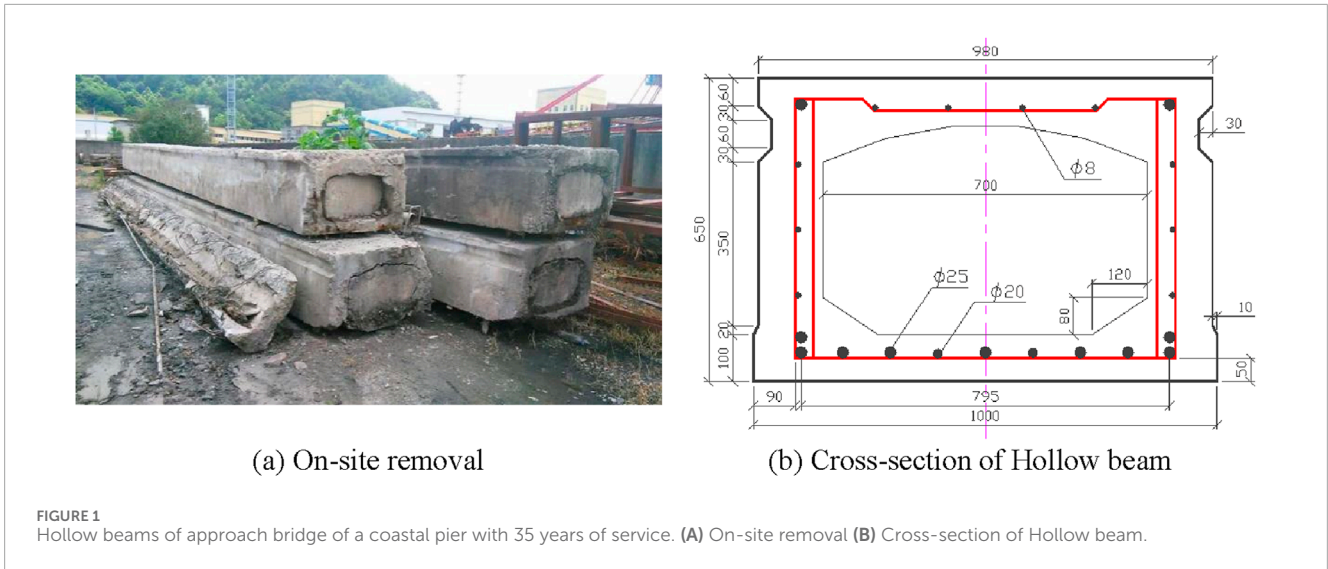 980
60
30
60
30
350
650
20
100
30
φ8
700
φ25
φ20
120
80
10
50
90
795
1000
(a) On-site removal
(b) Cross-section of Hollow beam
FIGURE 1
Hollow beams of approach bridge of a coastal pier with 35 years of service. (A) On-site removal (B) Cross-section of Hollow beam.